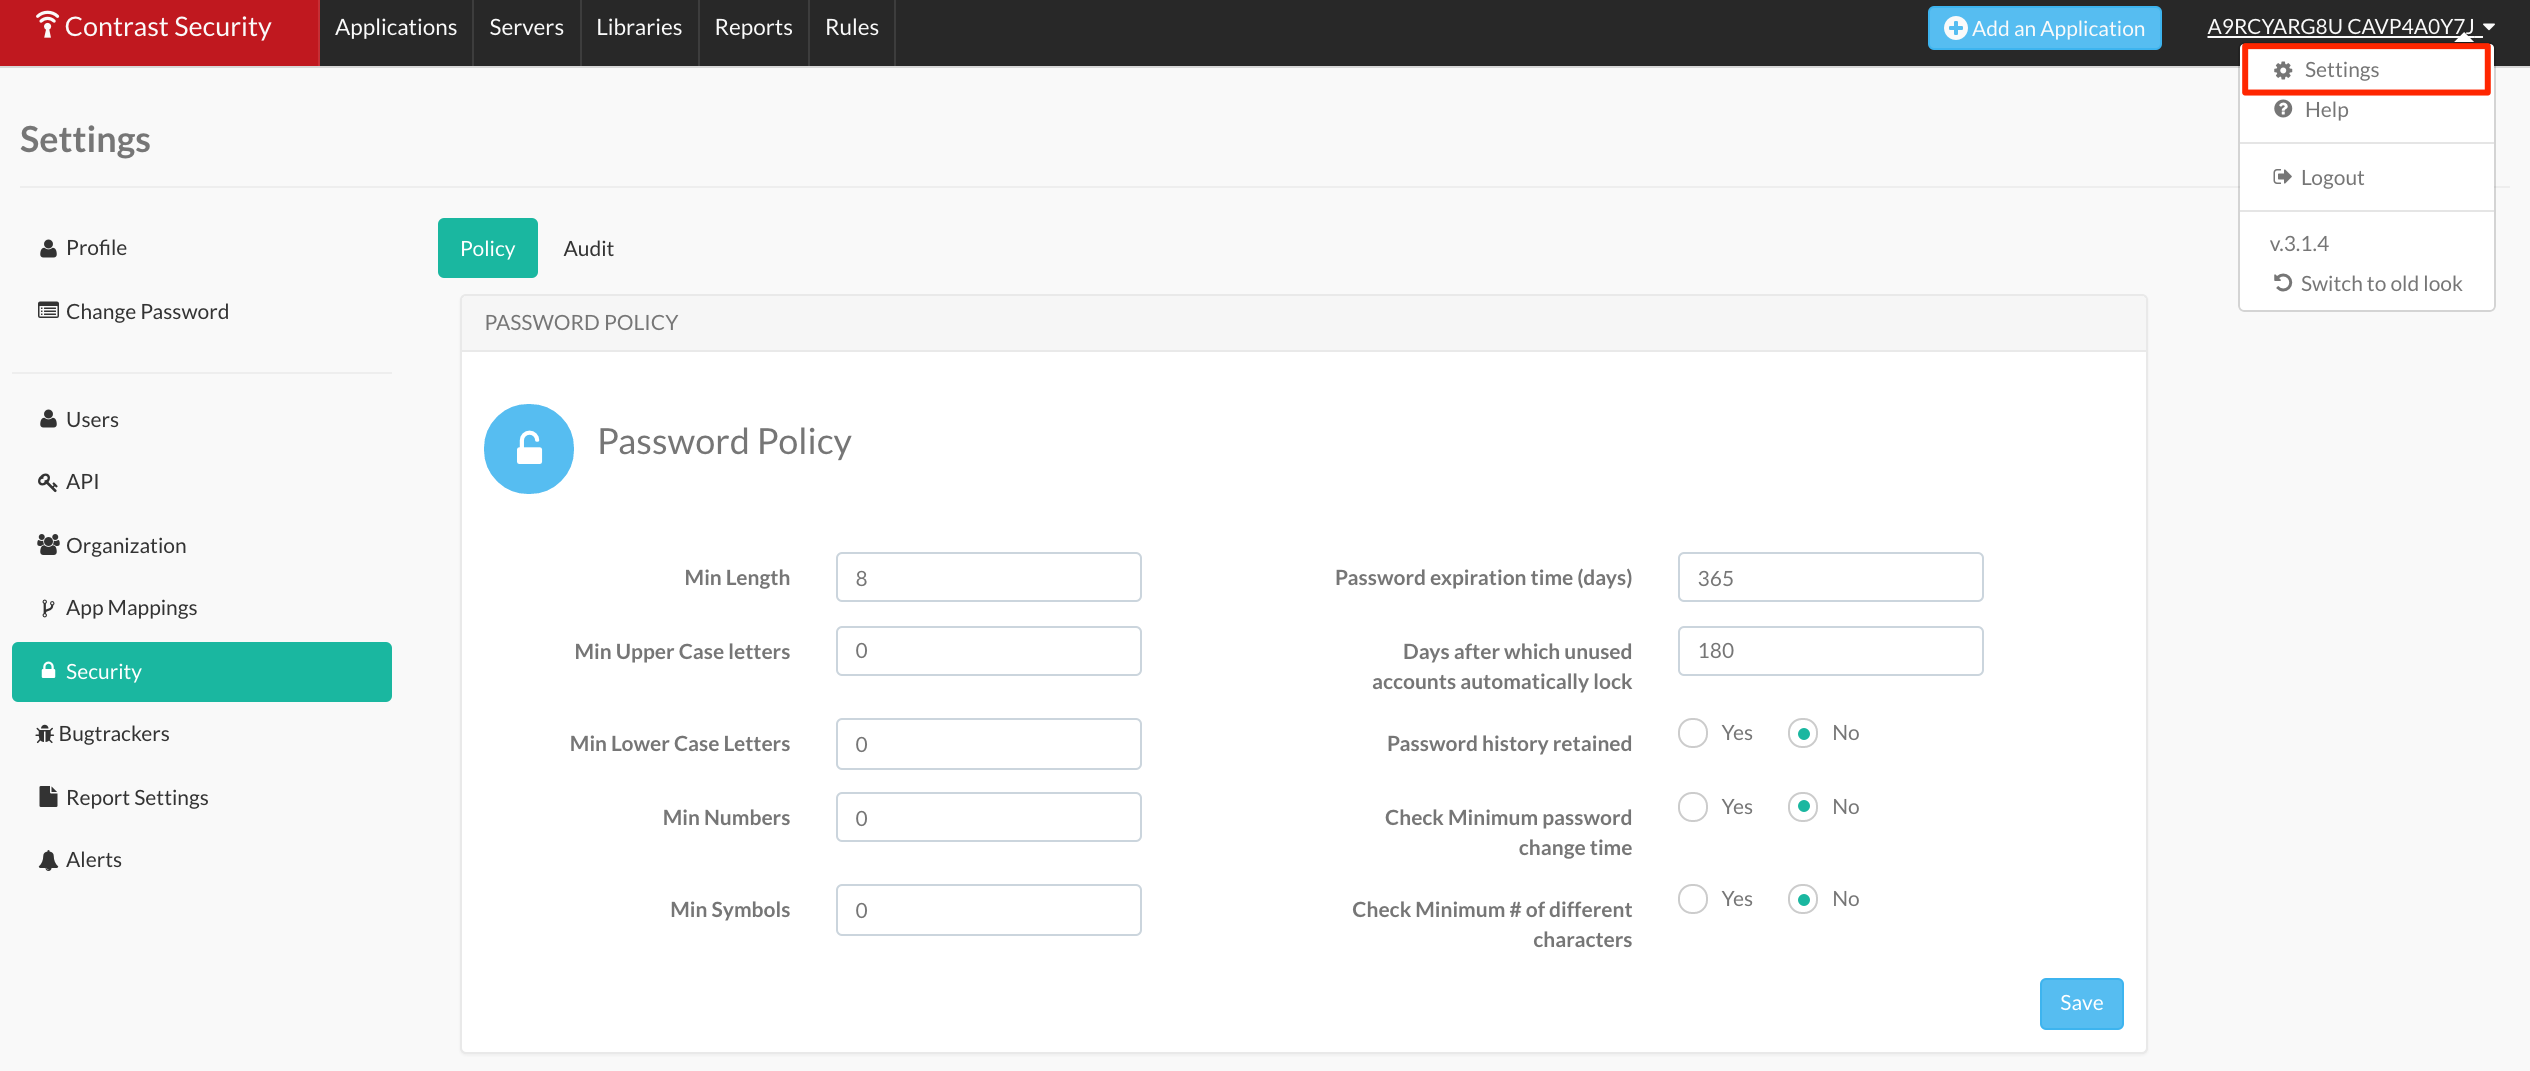 Contrast Security
Applications
Servers
Libraries
Reports
Rules
Add an Application
A9RCYARG8U CAVP4A0Y7J
Settings
Help
Logout
v.3.1.4
Switch to old look
Settings
Profile
Change Password
Users
API
Organization
App Mappings
Security
Bugtrackers
Report Settings
Alerts
Policy
Audit
PASSWORD POLICY
Password Policy
Min Length 8
Min Upper Case letters 0
Min Lower Case Letters 0
Min Numbers 0
Min Symbols 0
Password expiration time (days) 365
Days after which unused 180
accounts automatically lock
Password history retained Yes No
Check Minimum password Yes No
change time
Check Minimum # of different Yes No
characters
Save